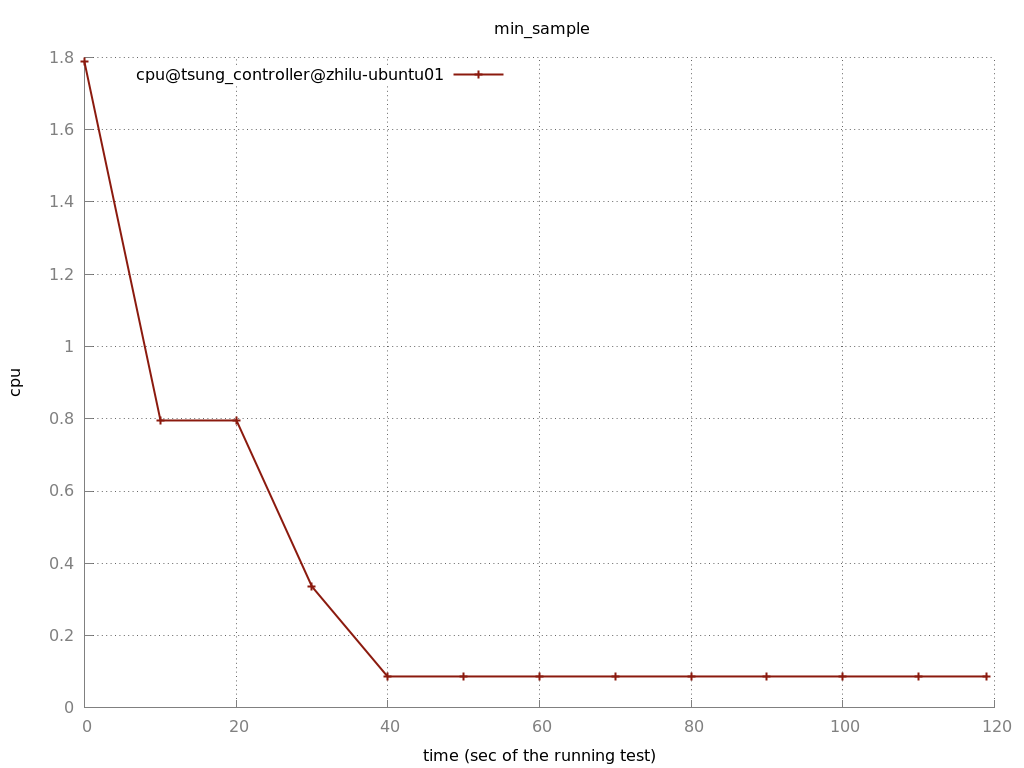 min_sample
cpu@tsung_controller@zhilu-ubuntu01
1.8
1.6
1.4
1.2
1
0.8
0.6
0.4
0.2
0
cpu
0 20 40 60 80 100 120
time (sec of the running test)